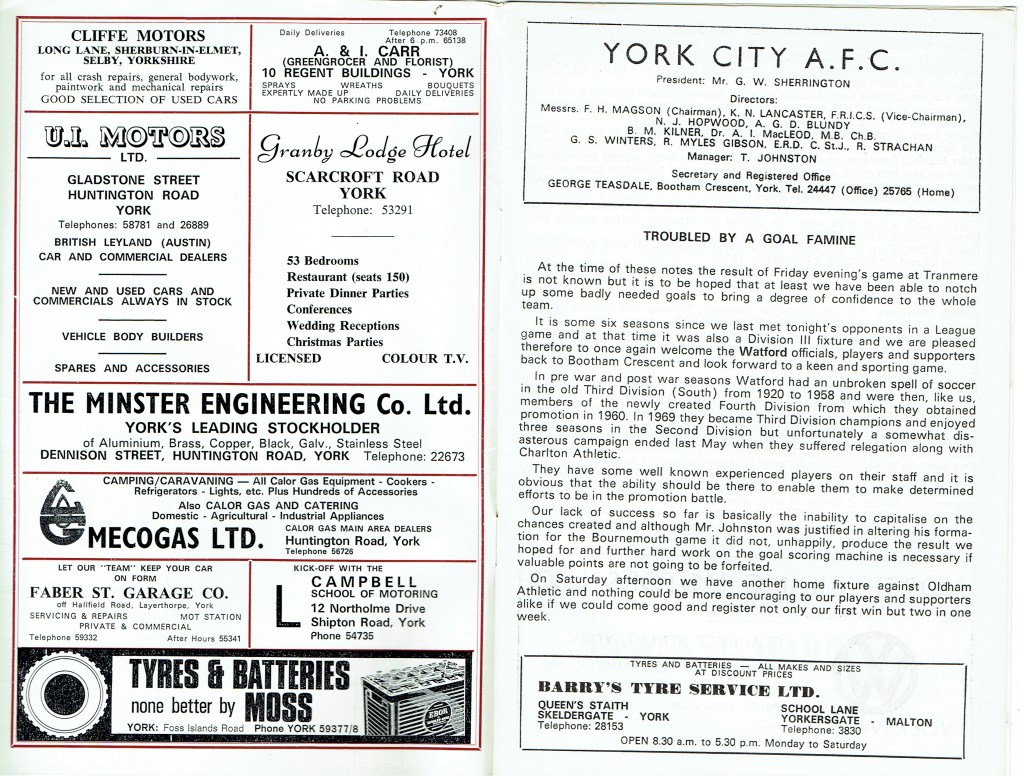 CLIFFE MOTORS
LONG LANE, SHERBURN-IN-ELMET,
SELBY, YORKSHIRE
for all crash repairs, general bodywork,
paintwork and mechanical repairs
GOOD SELECTION OF USED CARS
Daily Deliveries Telephone 73408
After 6 p.m. 65138
A. & I. CARR
(GREENGROCER AND FLORIST)
10 REGENT BUILDINGS - YORK
SPRAYS WREATHS BOUQUETS
EXPERTLY MADE UP DAILY DELIVERIES
NO PARKING PROBLEMS
U.I. MOTORS
LTD.
GLADSTONE STREET
HUNTINGTON ROAD
YORK
Telephones: 58781 and 26889
BRITISH LEYLAND (AUSTIN)
CAR AND COMMERCIAL DEALERS
NEW AND USED CARS AND
COMMERCIALS ALWAYS IN STOCK
VEHICLE BODY BUILDERS
SPARES AND ACCESSORIES
Granby Lodge Hotel
SCARCROFT ROAD
YORK
Telephone: 53291
53 Bedrooms
Restaurant (seats 150)
Private Dinner Parties
Conferences
Wedding Receptions
Christmas Parties
LICENSED COLOUR T.V.
THE MINSTER ENGINEERING Co. Ltd.
YORK'S LEADING STOCKHOLDER
of Aluminium, Brass, Copper, Black, Galv., Stainless Steel
DENNISON STREET, HUNTINGTON ROAD, YORK Telephone: 22673
CAMPING/CARAVANING — All Calor Gas Equipment - Cookers -
Refrigerators - Lights, etc. Plus Hundreds of Accessories
Also CALOR GAS AND CATERING
Domestic - Agricultural - Industrial Appliances
MECOGAS LTD.
CALOR GAS MAIN AREA DEALERS
Huntington Road, York
Telephone 56726
LET OUR "TEAM" KEEP YOUR CAR
ON FORM
FABER ST. GARAGE CO.
off Hallfield Road, Layerthorpe, York
SERVICING & REPAIRS MOT STATION
PRIVATE & COMMERCIAL
Telephone 59332 After Hours 55341
KICK-OFF WITH THE
L
CAMPBELL
SCHOOL OF MOTORING
12 Northolme Drive
Shipton Road, York
Phone 54735
TYRES & BATTERIES
none better by MOSS
YORK: Foss Islands Road Phone YORK 59377/8
YORK CITY A.F.C.
President: Mr. G. W. SHERRINGTON
Directors:
Messrs. F. H. MAGSON (Chairman), K. N. LANCASTER, F.R.I.C.S. (Vice-Chairman),
N. J. HOPWOOD, A. G. D. BLUNDY
B. M. KILNER, Dr. A. I. MacLEOD, M.B. Ch.B.
G. S. WINTERS, R. MYLES GIBSON, E.R.D. C. St.J., R. STRACHAN
Manager: T. JOHNSTON
Secretary and Registered Office
GEORGE TEASDALE, Bootham Crescent, York. Tel. 24447 (Office) 25765 (Home)
TROUBLED BY A GOAL FAMINE
At the time of these notes the result of Friday evening's game at Tranmere
is not known but it is to be hoped that at least we have been able to notch
up some badly needed goals to bring a degree of confidence to the whole
team.
It is some six seasons since we last met tonight's opponents in a League
game and at that time it was also a Division III fixture and we are pleased
therefore to once again welcome the Watford officials, players and supporters
back to Bootham Crescent and look forward to a keen and sporting game.
In pre war and post war seasons Watford had an unbroken spell of soccer
in the old Third Division (South) from 1920 to 1958 and were then, like us,
members of the newly created Fourth Division from which they obtained
promotion in 1960. In 1969 they became Third Division champions and enjoyed
three seasons in the Second Division but unfortunately a somewhat dis-
asterous campaign ended last May when they suffered relegation along with
Charlton Athletic.
They have some well known experienced players on their staff and it is
obvious that the ability should be there to enable them to make determined
efforts to be in the promotion battle.
Our lack of success so far is basically the inability to capitalise on the
chances created and although Mr. Johnston was justified in altering his forma-
tion for the Bournemouth game it did not, unhappily, produce the result we
hoped for and further hard work on the goal scoring machine is necessary if
valuable points are not going to be forfeited.
On Saturday afternoon we have another home fixture against Oldham
Athletic and nothing could be more encouraging to our players and supporters
alike if we could come good and register not only our first win but two in one
week.
TYRES AND BATTERIES — ALL MAKES AND SIZES
AT DISCOUNT PRICES
BARRY'S TYRE SERVICE LTD.
QUEEN'S STAITH
SKELDERGATE - YORK
Telephone: 28153
SCHOOL LANE
YORKERSGATE - MALTON
Telephone: 3830
OPEN 8.30 a.m. to 5.30 p.m. Monday to Saturday